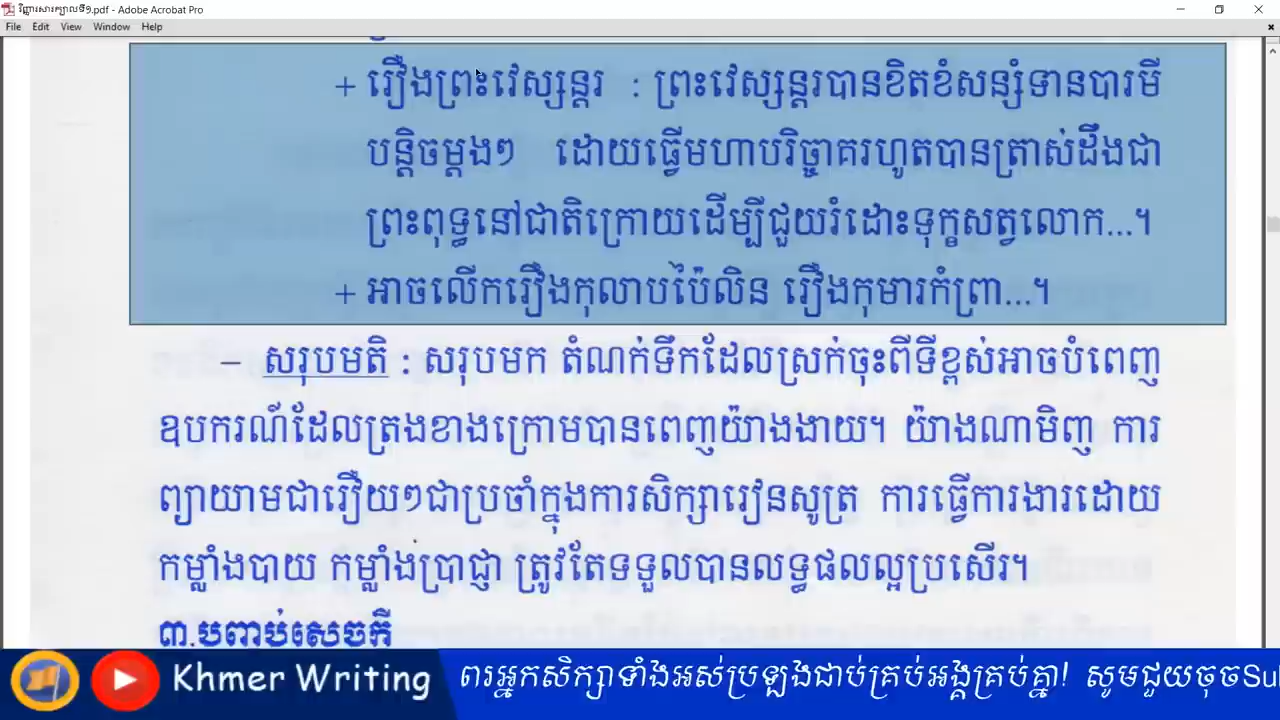 វិញ្ញារសារក្បាលទី១.pdf - Adobe Acrobat Pro
File Edit View Window Help
+ រឿងព្រះវេស្សន្តរ : ព្រះវេស្សន្តរបានខិតខំសន្សំទានបារមី
បន្តិចម្តងៗ ដោយធ្វើមហាបរិច្ចាគរហូតបានត្រាស់ដឹងជា
ព្រះពុទ្ធនៅជាតិក្រោយដើម្បីជួយរំដោះទុក្ខសត្វលោក...។
+ អាចលើករឿងកុលាបប៉ៃលិន រឿងកុមារកំព្រា...។
– សរុបមតិ : សរុបមក តំណក់ទឹកដែលស្រក់ចុះពីទីខ្ពស់អាចបំពេញ
ឧបករណ៍ដែលត្រងខាងក្រោមបានពេញយ៉ាងងាយ។ យ៉ាងណាមិញ ការ
ព្យាយាមជារឿយៗជាប្រចាំក្នុងការសិក្សារៀនសូត្រ ការធ្វើការងារដោយ
កម្លាំងបាយ កម្លាំងប្រាជ្ញា ត្រូវតែទទួលបានលទ្ធផលល្អប្រសើរ។
៣.បញ្ចប់សេចក្តី
Khmer Writing ពរអ្នកសិក្សាទាំងអស់ប្រឡងជាប់គ្រប់អង្គគ្រប់គ្នា! សូមជួយចុចSu